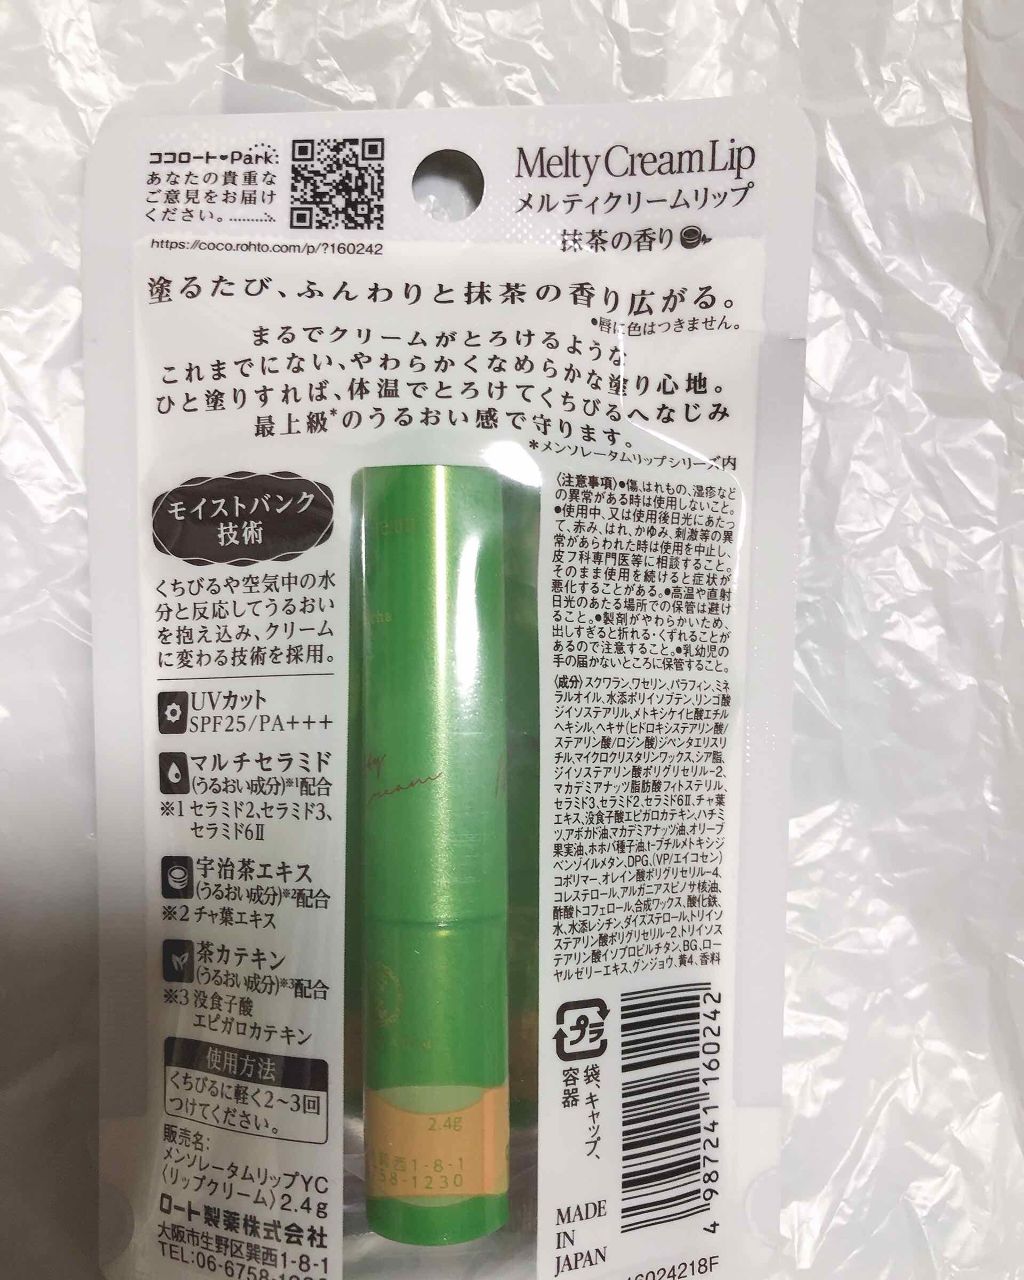 ココロート♥Park:
あなたの貴重な
ご意見をお届け
ください。
https://coco.rohto.com/p/?160242
Melty Cream Lip
メルティクリームリップ
抹茶の香り
塗るたび、ふんわりと抹茶の香り広がる。
●唇に色はつきません。
まるでクリームがとろけるような
これまでにない、やわらかくなめらかな塗り心地。
ひと塗りすれば、体温でとろけてくちびるへなじみ
最上級*のうるおい感で守ります。
*メンソレータムリップシリーズ内
モイストバンク
技術
くちびるや空気中の水
分と反応してうるおい
を抱え込み、クリーム
に変わる技術を採用。
UVカット
SPF25/PA+++
マルチセラミド
(うるおい成分)※1配合
※1 セラミド2、セラミド3、
セラミド6Ⅱ
宇治茶エキス
(うるおい成分)※2配合
※2 チャ葉エキス
茶カテキン
(うるおい成分)※3配合
※3 没食子酸
エピガロカテキン
使用方法
くちびるに軽く2〜3回
つけてください。
販売名:
メンソレータムリップYC
〈リップクリーム〉2.4g
ロート製薬株式会社
大阪市生野区巽西1-8-1
TEL:06-6758-1230
2.4g
巽西1-8-1
758-1230
〈注意事項〉●傷、はれもの、湿疹など
の異常がある時は使用しないこと。
●使用中、又は使用後日光にあたっ
て、赤み、はれ、かゆみ、刺激等の異
常があらわれた時は使用を中止し、
皮フ科専門医等に相談すること。
そのまま使用を続けると症状が
悪化することがある。●高温や直射
日光のあたる場所での保管は避け
ること。●製剤がやわらかいため、
出しすぎると折れる・くずれることが
あるので注意すること。●乳幼児の
手の届かないところに保管すること。
〈成分〉スクワラン、ワセリン、パラフィン、ミネ
ラルオイル、水添ポリイソブテン、リンゴ酸
ジイソステアリル、メトキシケイヒ酸エチル
ヘキシル、ヘキサ(ヒドロキシステアリン酸/
ステアリン酸/ロジン酸)ジペンタエリスリ
チル、マイクロクリスタリンワックス、シア脂、
ジイソステアリン酸ポリグリセリル-2、
マカデミアナッツ脂肪酸フィトステリル、
セラミド3、セラミド2、セラミド6Ⅱ、チャ葉
エキス、没食子酸エピガロカテキン、ハチミ
ツ、アボカド油、マカデミアナッツ油、オリーブ
果実油、ホホバ種子油、t-ブチルメトキシジ
ベンゾイルメタン、DPG、(VP/エイコセン)
コポリマー、オレイン酸ポリグリセリル-4、
コレステロール、アルガニアスピノサ核油、
酢酸トコフェロール、合成ワックス、酸化鉄、
水、水添レシチン、ダイズステロール、トリイソ
ステアリン酸ポリグリセリル-2、トリイソス
テアリン酸イソプロピルチタン、BG、ロー
ヤルゼリーエキス、グンジョウ、黄4、香料
プラ
袋、キャップ、
容器
MADE
IN
JAPAN
4 987241 160242
16024218F